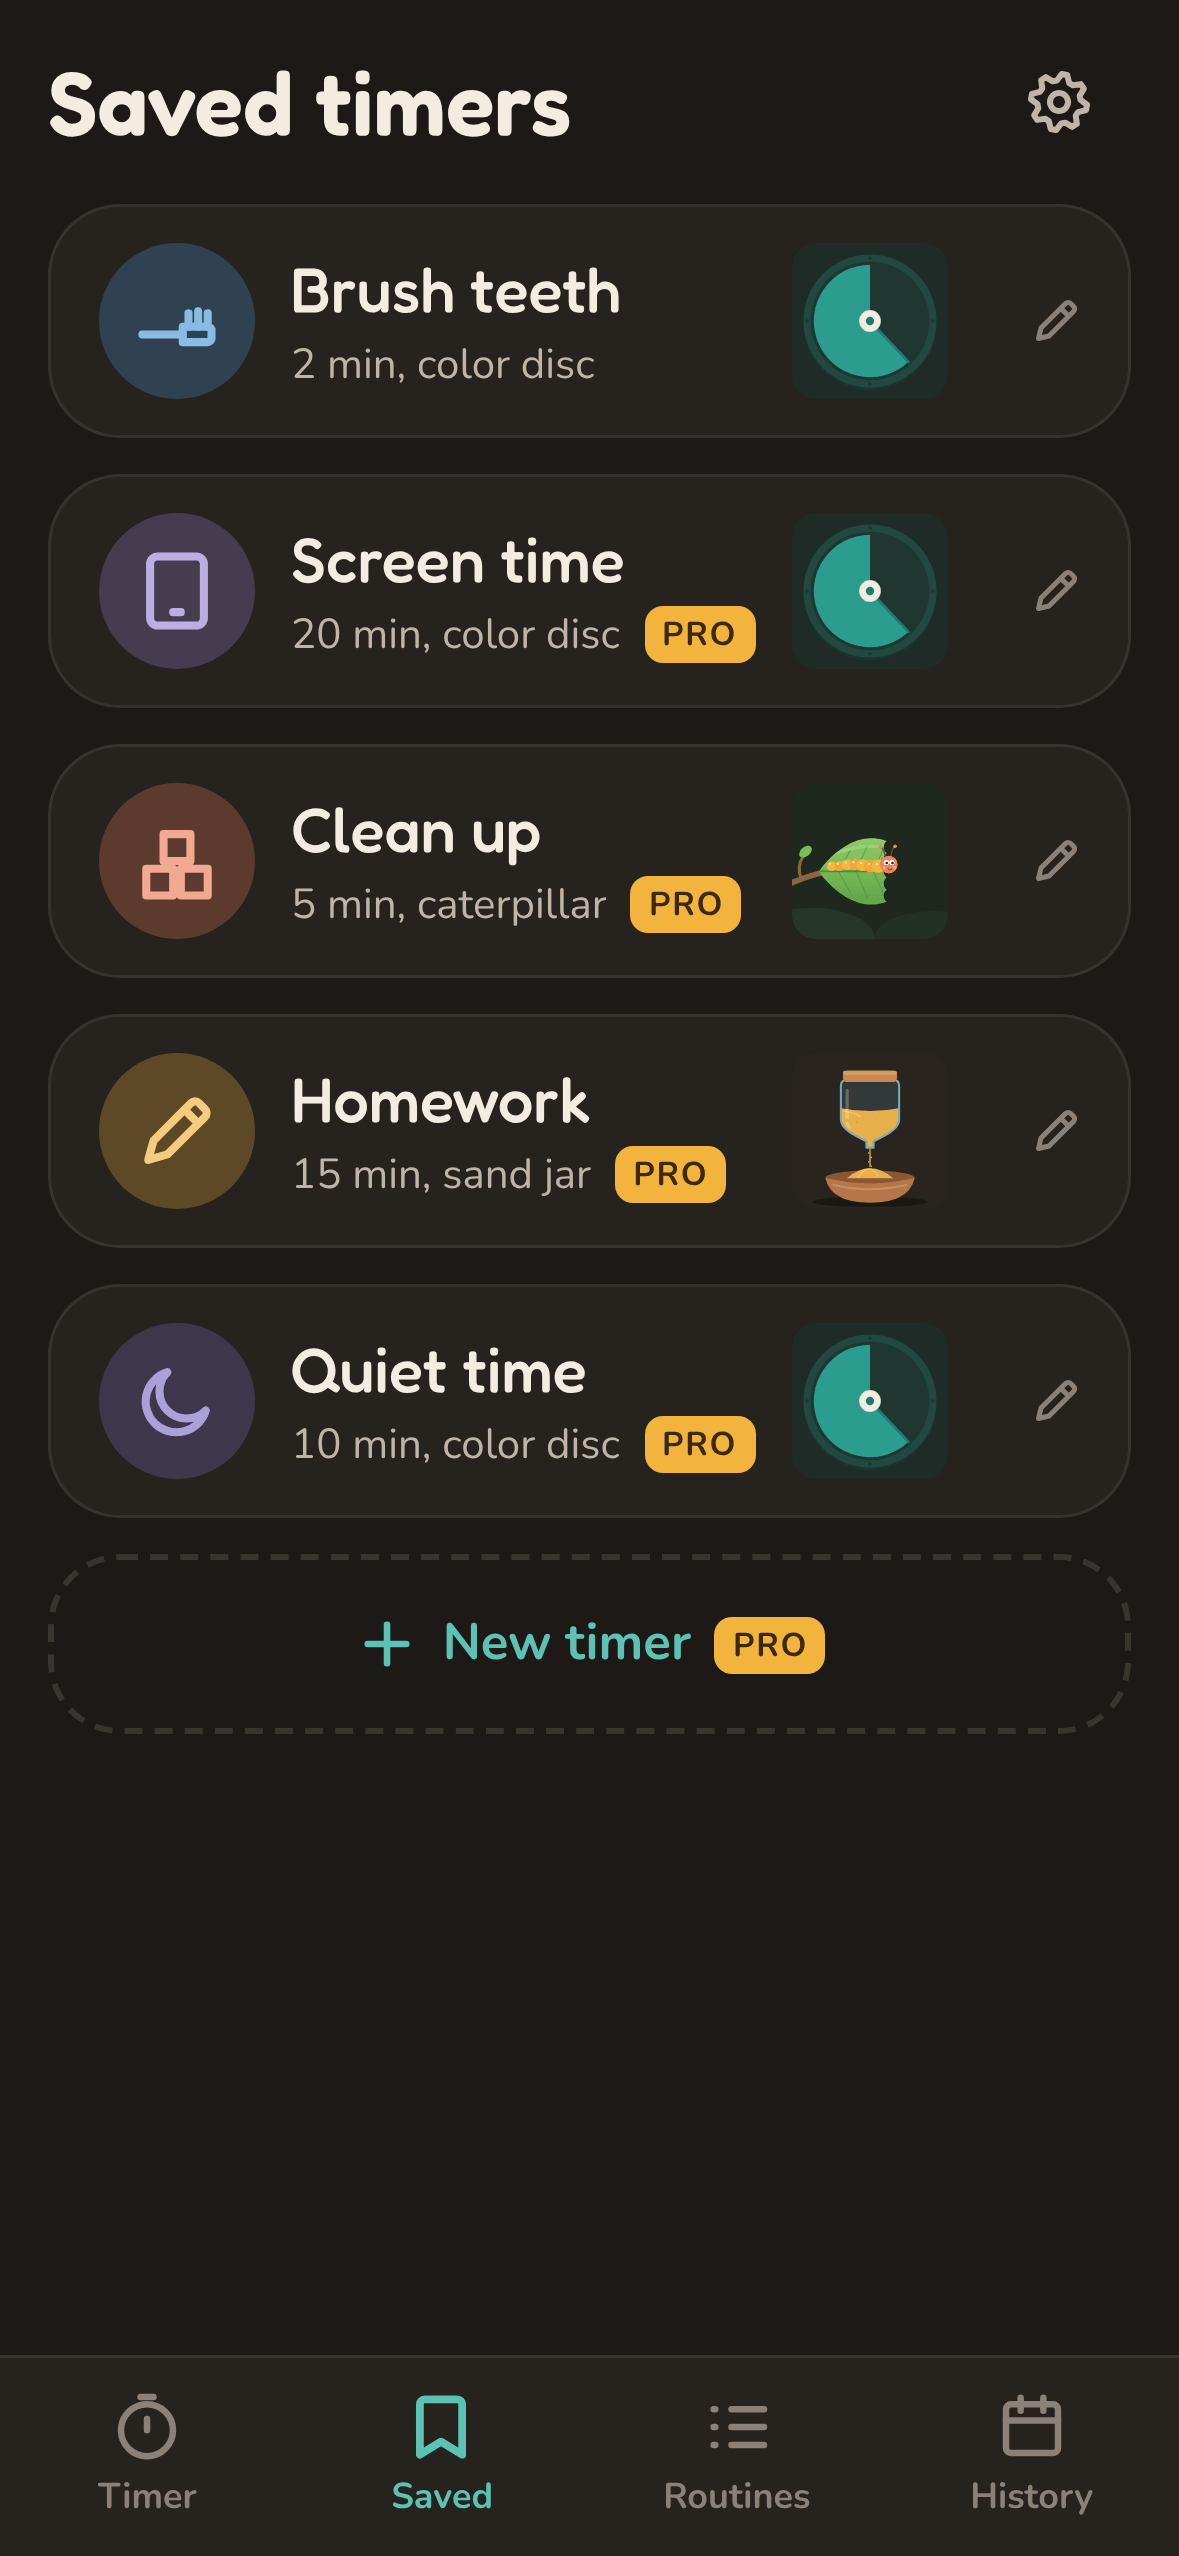 Saved timers
Brush teeth
2 min, color disc
Screen time
20 min, color disc PRO
Clean up
5 min, caterpillar PRO
Homework
15 min, sand jar PRO
Quiet time
10 min, color disc PRO
+ New timer PRO
Timer Saved Routines History